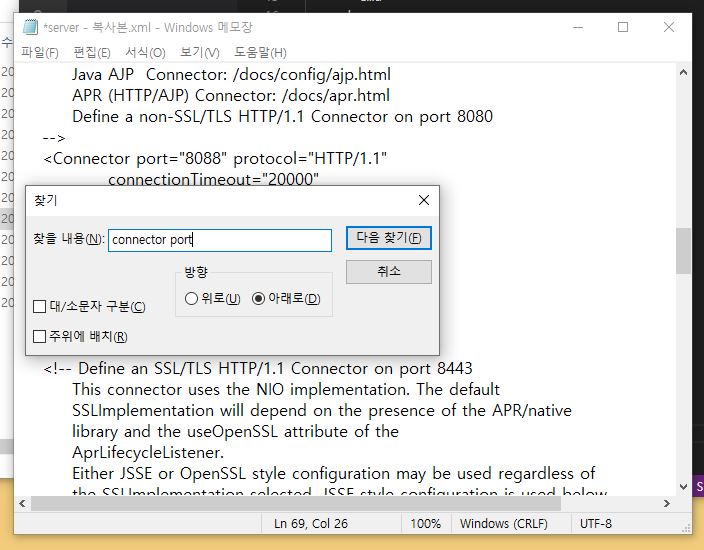 *server - 복사본.xml - Windows 메모장
파일(F) 편집(E) 서식(O) 보기(V) 도움말(H)
Java AJP Connector: /docs/config/ajp.html
APR (HTTP/AJP) Connector: /docs/apr.html
Define a non-SSL/TLS HTTP/1.1 Connector on port 8080
-->
<Connector port="8088" protocol="HTTP/1.1"
connectionTimeout="20000"
찾기
찾을 내용(N): connector port 다음 찾기(F)
취소
방향
위로(U) 아래로(D)
대/소문자 구분(C)
주위에 배치(R)
<!-- Define an SSL/TLS HTTP/1.1 Connector on port 8443
This connector uses the NIO implementation. The default
SSLImplementation will depend on the presence of the APR/native
library and the useOpenSSL attribute of the
AprLifecycleListener.
Either JSSE or OpenSSL style configuration may be used regardless of
the SSLImplementation selected. JSSE style configuration is used below.
Ln 69, Col 26 100% Windows (CRLF) UTF-8